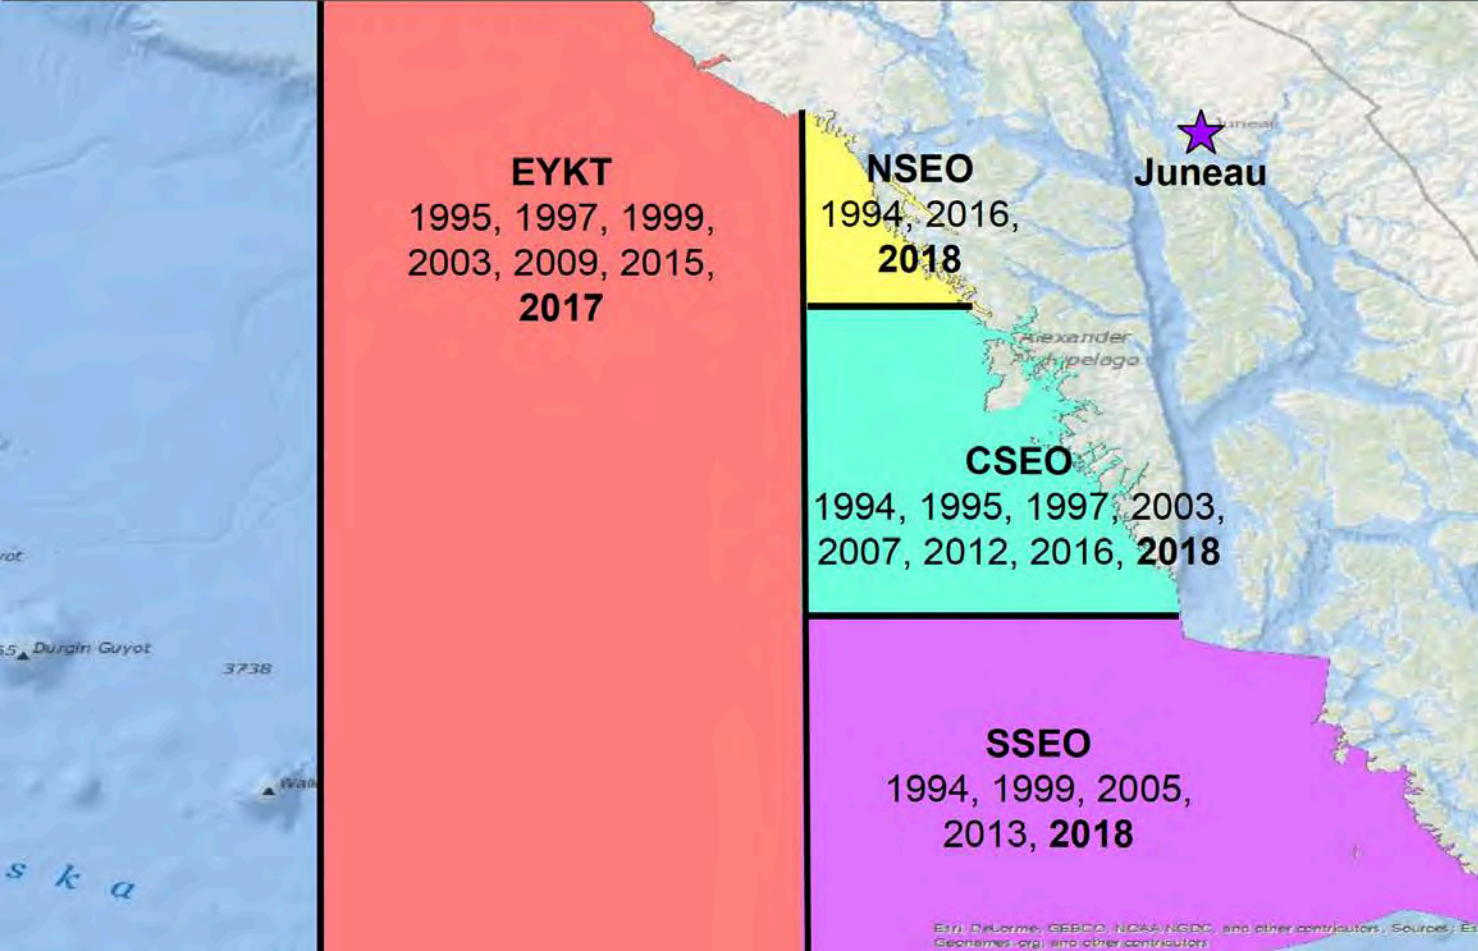 EYKT
1995, 1997, 1999,
2003, 2009, 2015,
2017
NSEO
1994, 2016,
2018
Juneau
Juneau
Alexander
Archipelago
CSEO
1994, 1995, 1997, 2003,
2007, 2012, 2016, 2018
Durgin Guyot
3738
SSEO
1994, 1999, 2005,
2013, 2018
s k a
Esri, DeLorme, GEBCO, NOAA NGDC, and other contributors, Sources: Es
Geonames.org, and other contributors